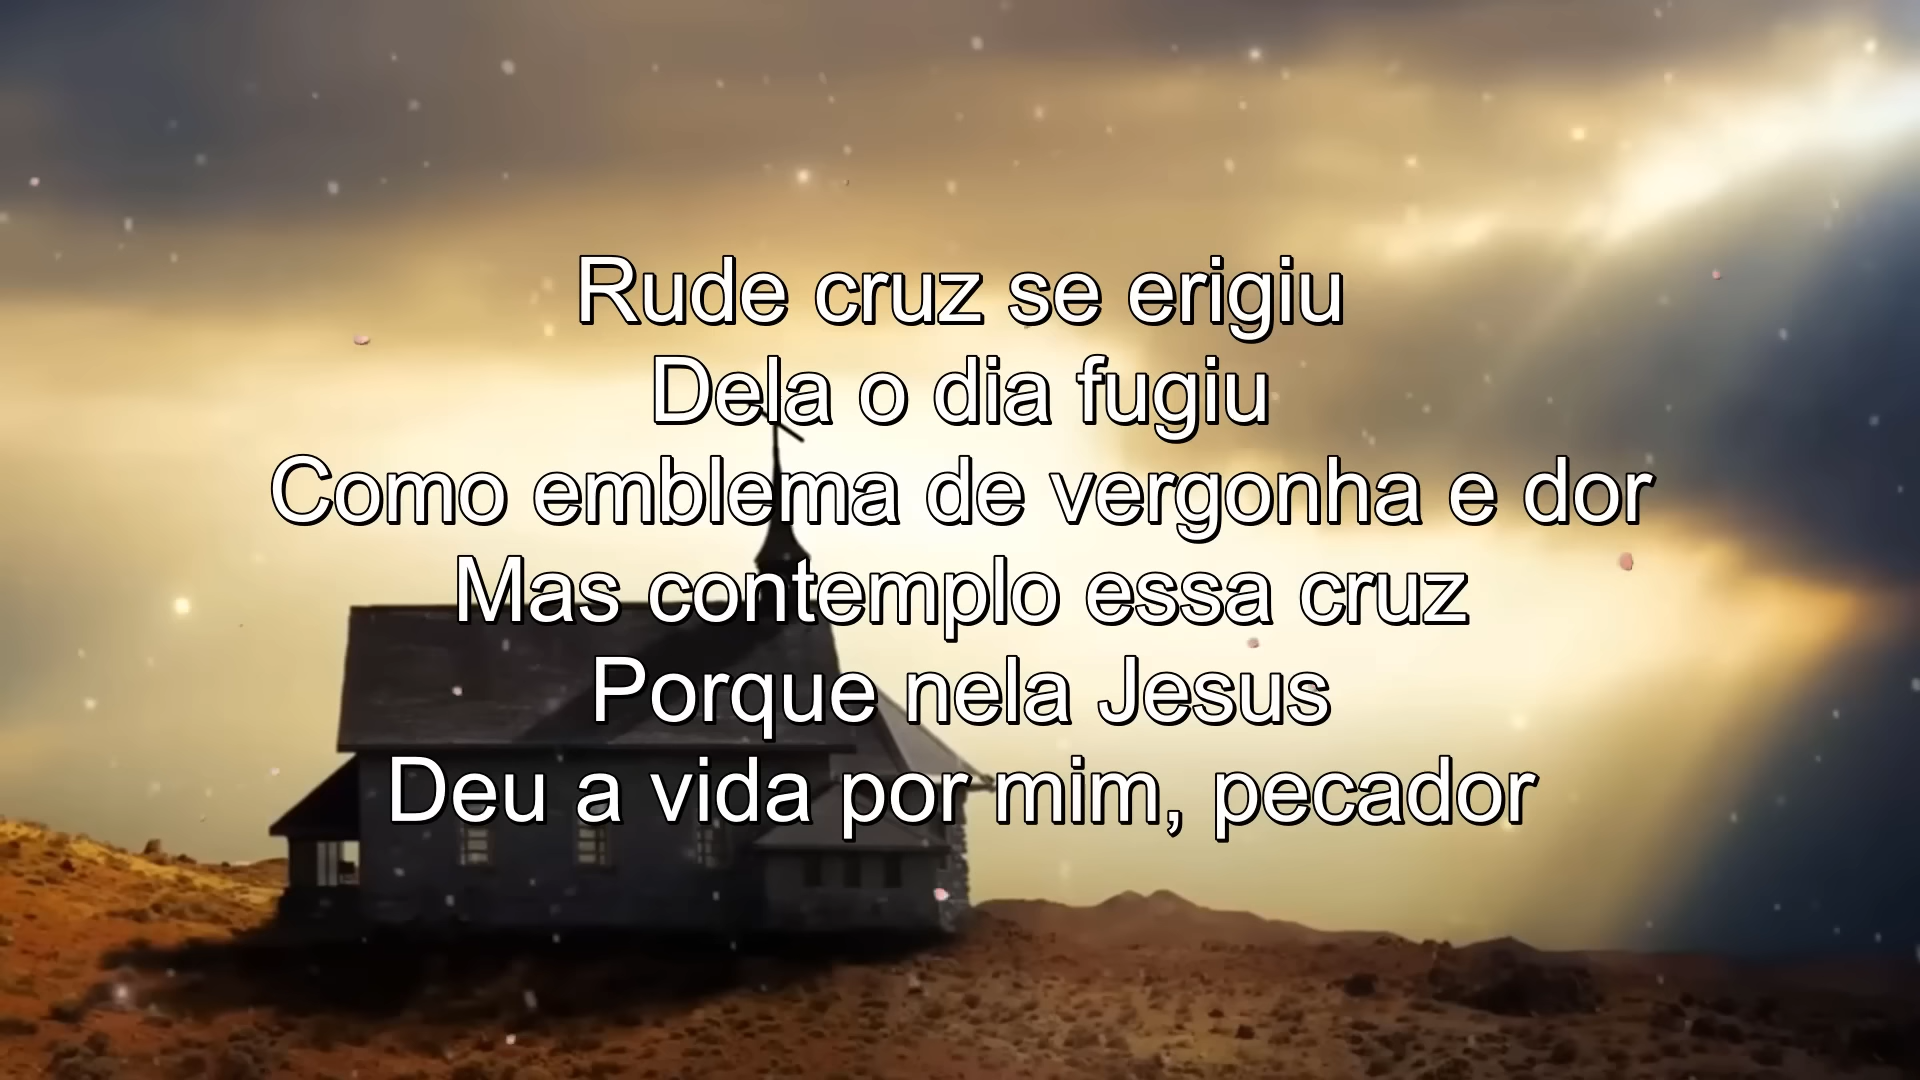 Rude cruz se erigiu
Dela o dia fugiu
Como emblema de vergonha e dor
Mas contemplo essa cruz
Porque nela Jesus
Deu a vida por mim, pecador